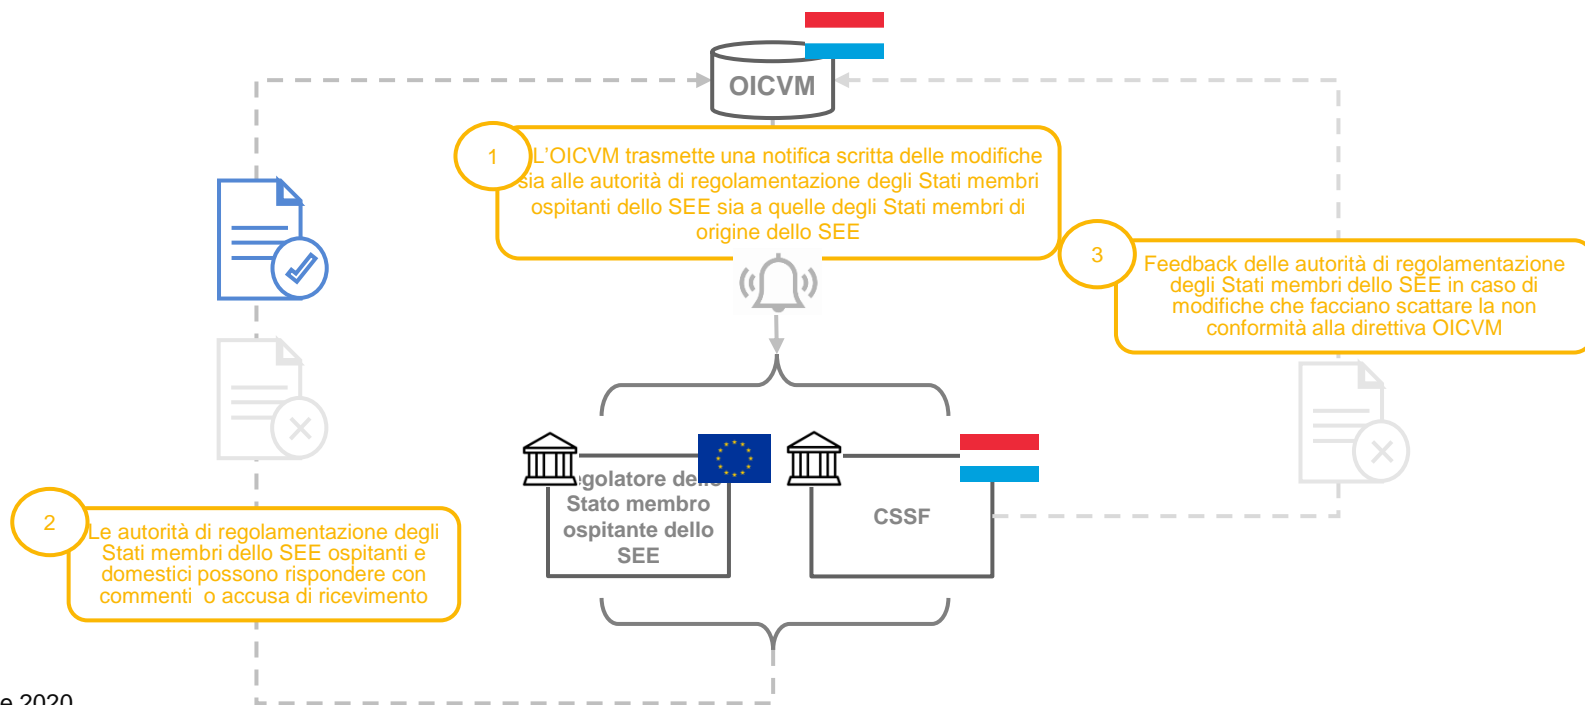 OICVM
1
L'OICVM trasmette una notifica scritta delle modifiche
sia alle autorità di regolamentazione degli Stati membri
ospitanti dello SEE sia a quelle degli Stati membri di
origine dello SEE
3
Feedback delle autorità di regolamentazione
degli Stati membri dello SEE in caso di
modifiche che facciano scattare la non
conformità alla direttiva OICVM
egolatore dello
Stato membro
ospitante dello
SEE
CSSF
2
Le autorità di regolamentazione degli
Stati membri dello SEE ospitanti e
domestici possono rispondere con
commenti o accusa di ricevimento
e 2020